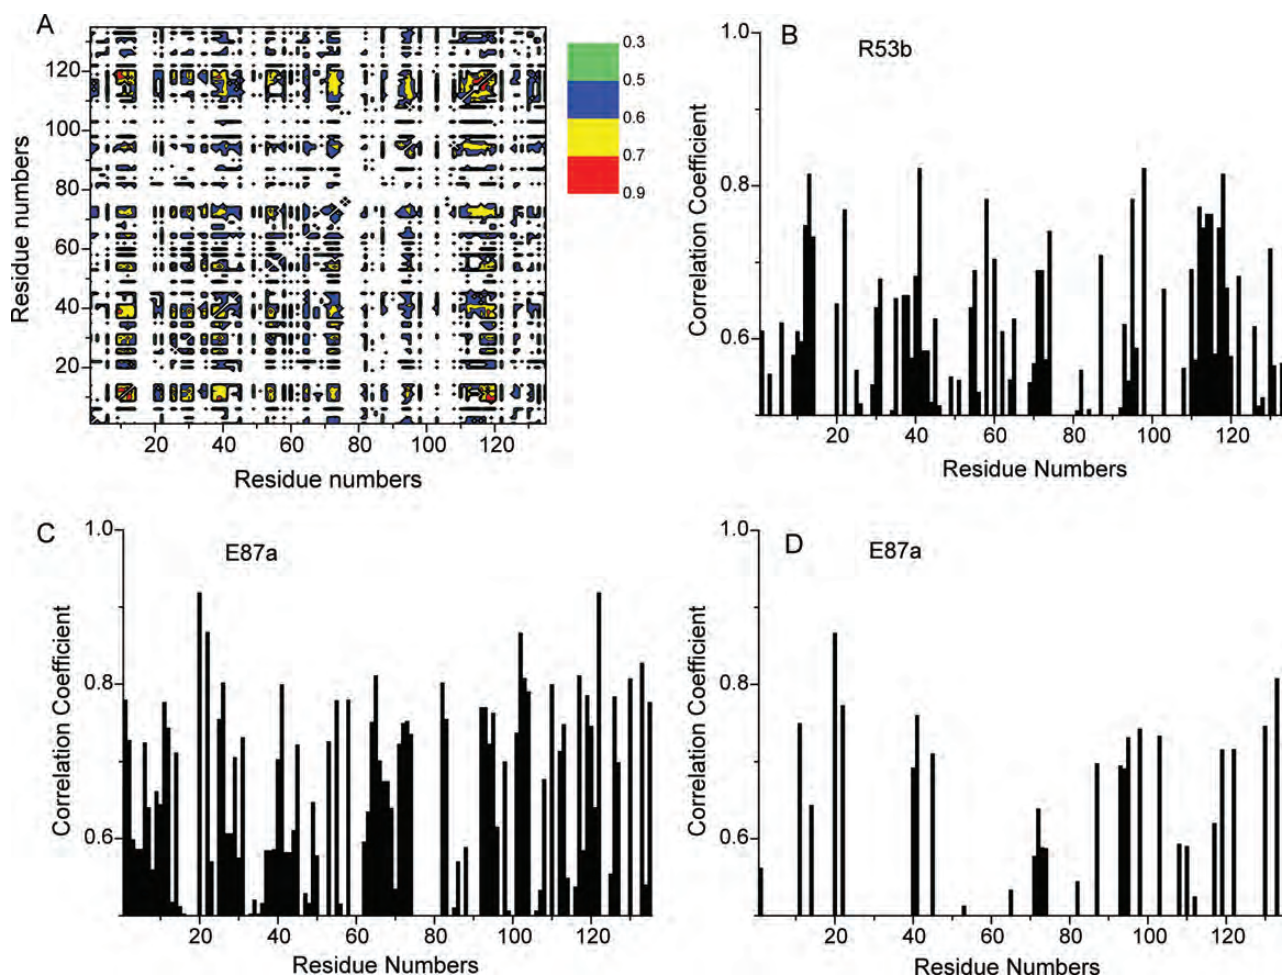 A
120
100
80
60
40
20
Residue numbers
20 40 60 80 100 120
Residue numbers
0.3
0.5
0.6
0.7
0.9
B
R53b
1.0
0.8
0.6
Correlation Coefficient
20 40 60 80 100 120
Residue Numbers
C
E87a
1.0
0.8
0.6
Correlation Coefficient
20 40 60 80 100 120
Residue Numbers
D
E87a
1.0
0.8
0.6
Correlation Coefficient
20 40 60 80 100 120
Residue Numbers